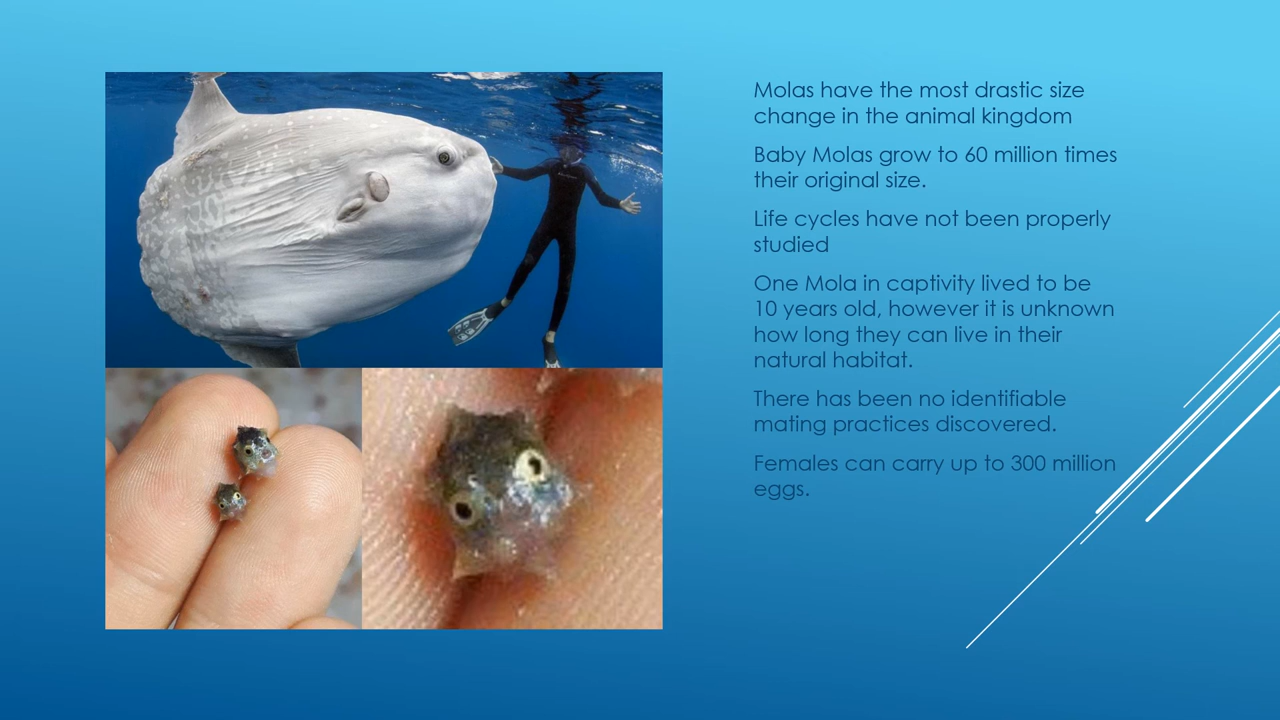 Molas have the most drastic size
change in the animal kingdom
Baby Molas grow to 60 million times
their original size.
Life cycles have not been properly
studied
One Mola in captivity lived to be
10 years old, however it is unknown
how long they can live in their
natural habitat.
There has been no identifiable
mating practices discovered.
Females can carry up to 300 million
eggs.